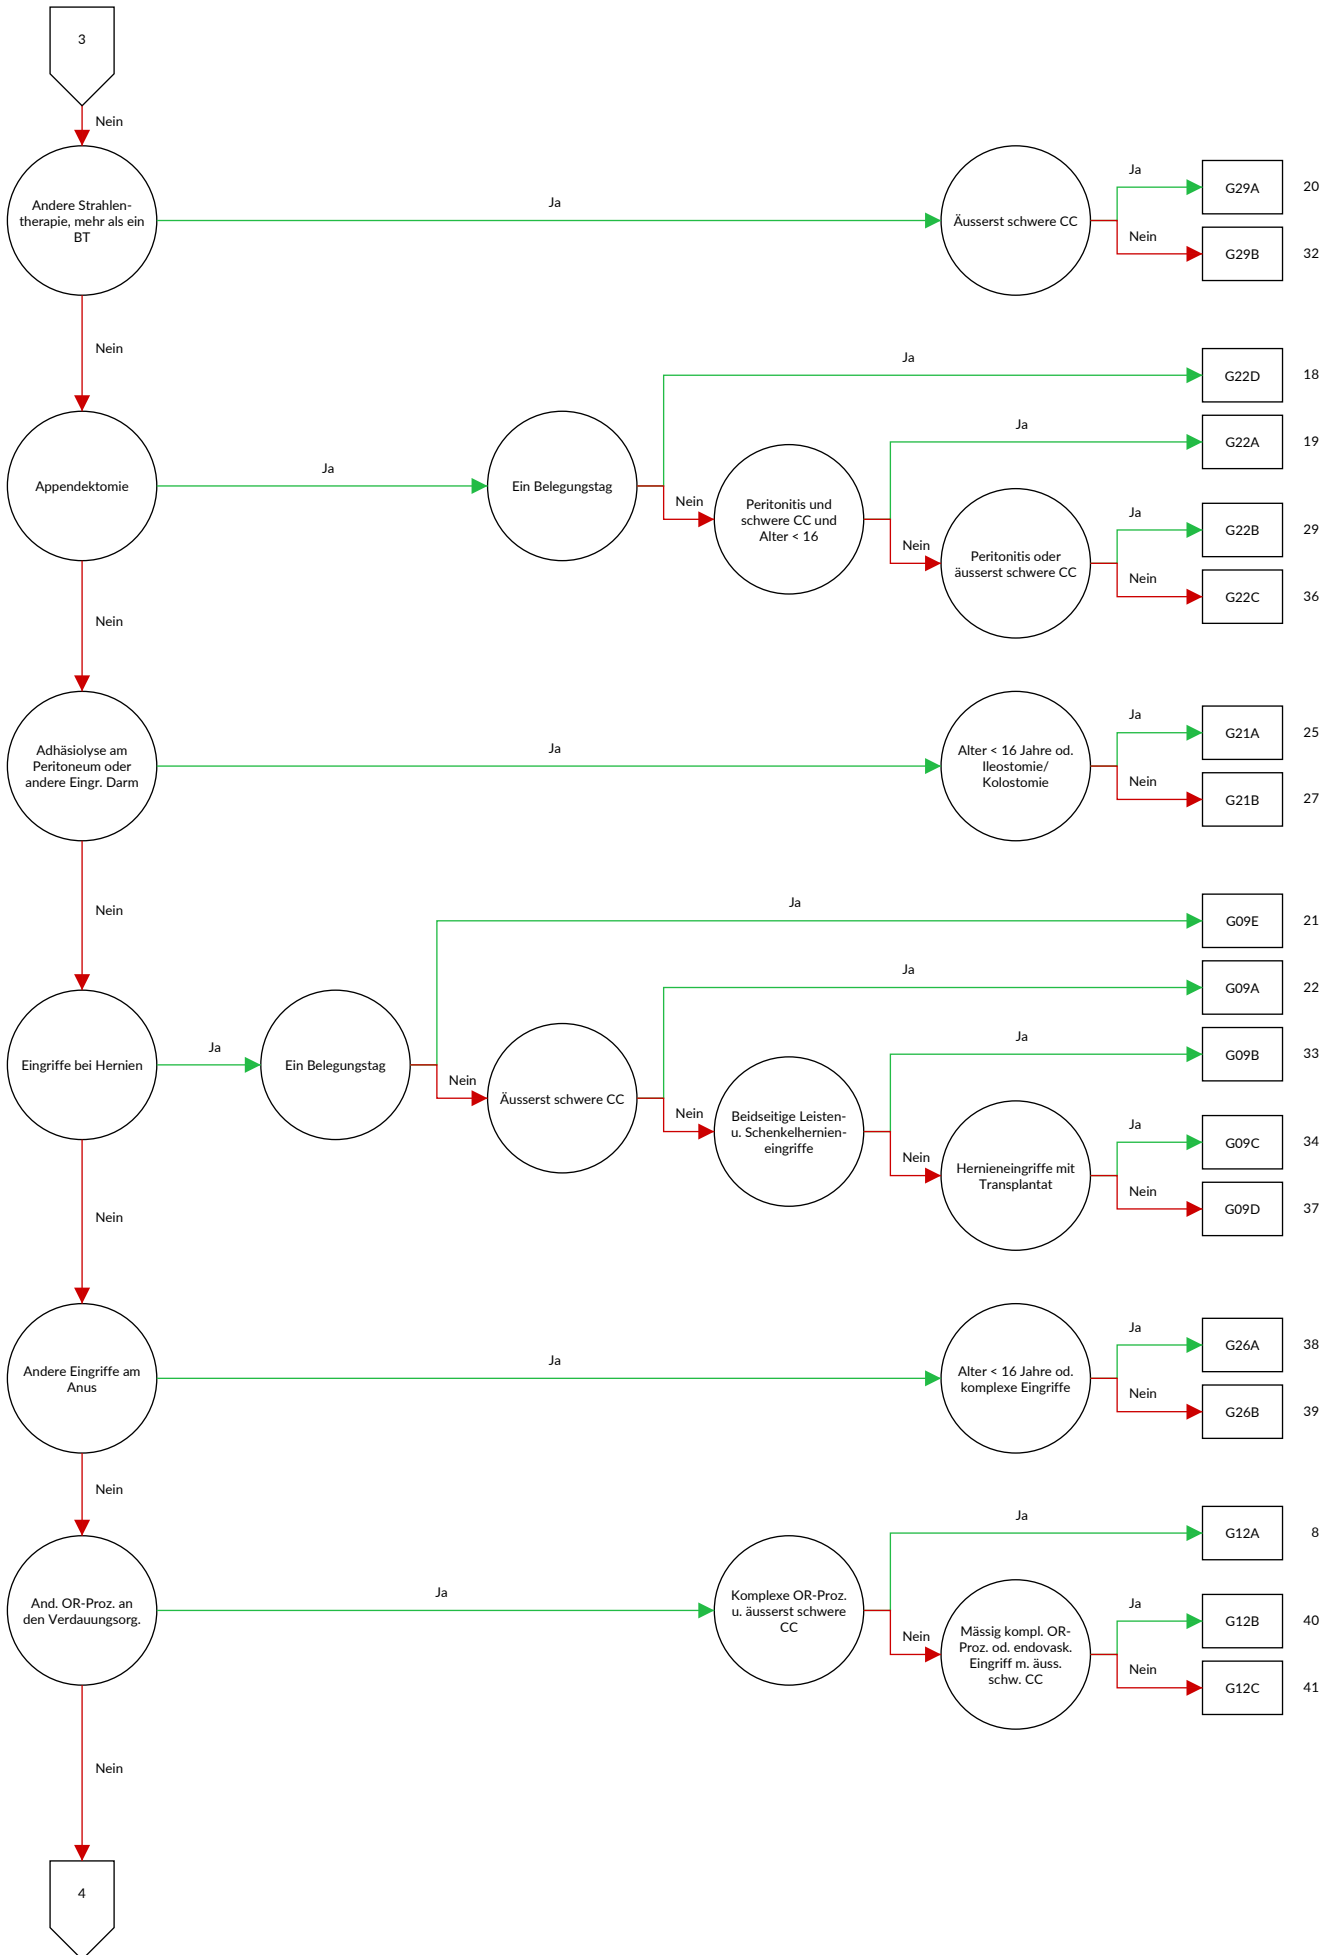 3
Nein
Andere Strahlen-
therapie, mehr als ein
BT
Ja
Äusserst schwere CC
Ja
G29A
20
Nein
G29B
32
Nein
Appendektomie
Ja
Ein Belegungstag
Ja
G22D
18
Nein
Peritonitis und
schwere CC und
Alter < 16
Ja
G22A
19
Nein
Peritonitis oder
äusserst schwere CC
Ja
G22B
29
Nein
G22C
36
Nein
Adhäsiolyse am
Peritoneum oder
andere Eingr. Darm
Ja
Alter < 16 Jahre od.
Ileostomie/
Kolostomie
Ja
G21A
25
Nein
G21B
27
Nein
Eingriffe bei Hernien
Ja
Ein Belegungstag
Ja
G09E
21
Nein
Äusserst schwere CC
Ja
G09A
22
Nein
Beidseitige Leisten-
u. Schenkelhernien-
eingriffe
Ja
G09B
33
Nein
Hernieneingriffe mit
Transplantat
Ja
G09C
34
Nein
G09D
37
Nein
Andere Eingriffe am
Anus
Ja
Alter < 16 Jahre od.
komplexe Eingriffe
Ja
G26A
38
Nein
G26B
39
Nein
And. OR-Proz. an
den Verdauungsorg.
Ja
Komplexe OR-Proz.
u. äusserst schwere
CC
Ja
G12A
8
Nein
Mässig kompl. OR-
Proz. od. endovask.
Eingriff m. äuss.
schw. CC
Ja
G12B
40
Nein
G12C
41
Nein
4